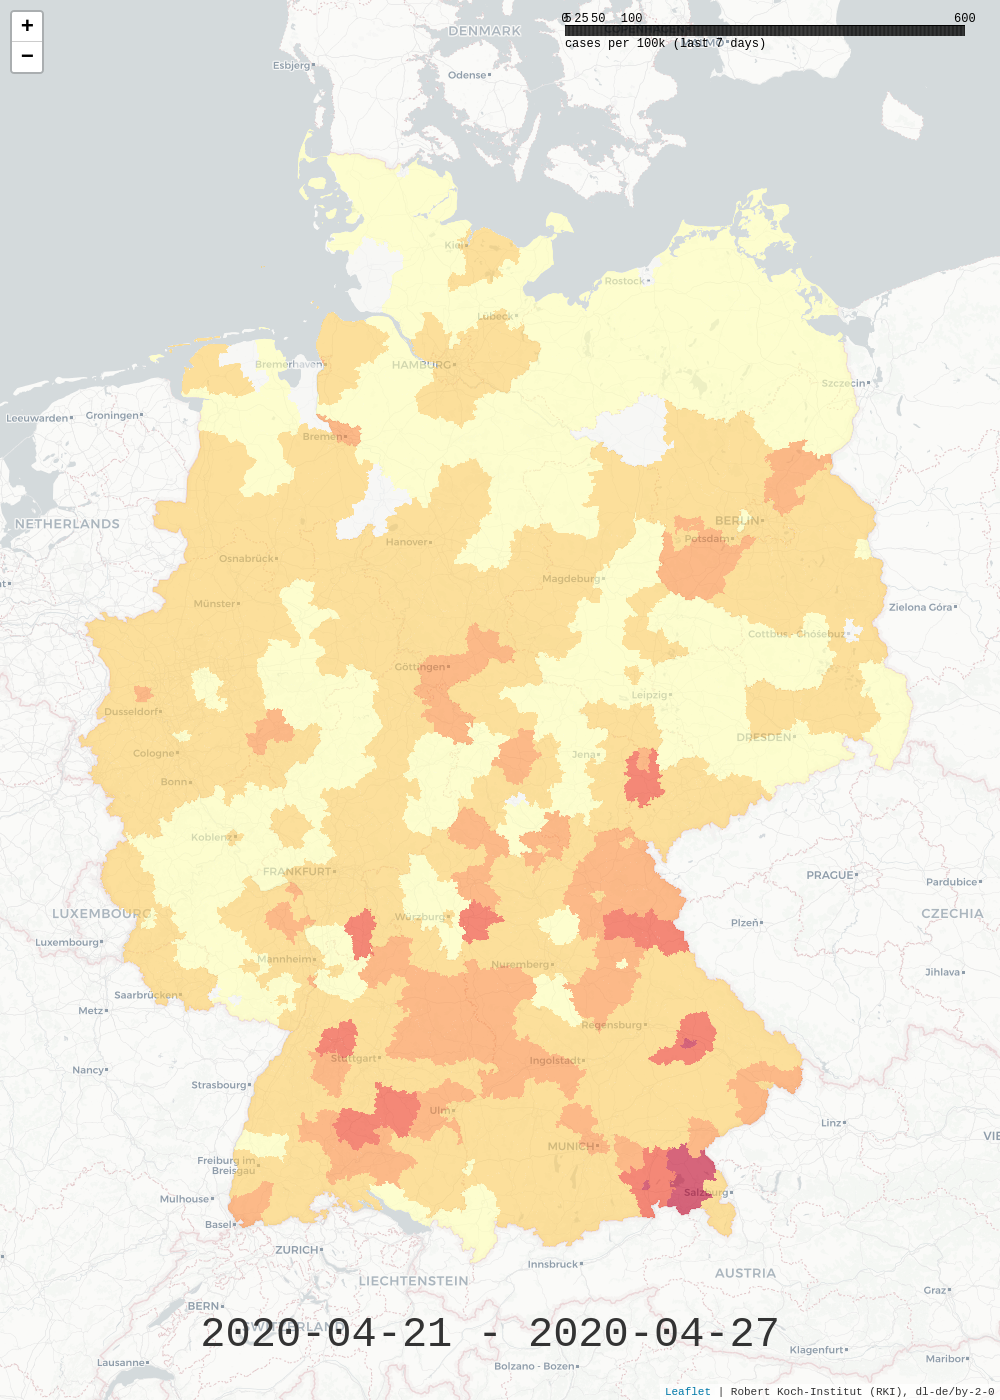 +
−
0 5 25 50 100 600
cases per 100k (last 7 days)
DENMARK
Esbjerg
Odense
Kiel
Rostock
Lübeck
Bremerhaven
HAMBURG
Szczecin
Leeuwarden
Groningen
Bremen
NETHERLANDS
BERLIN
Potsdam
Hanover
Osnabrück
Magdeburg
Münster
Zielona Góra
Cottbus - Chóśebuz
Göttingen
Leipzig
Dusseldorf
DRESDEN
Cologne
Jena
Bonn
Koblenz
FRANKFURT
PRAGUE
Pardubice
LUXEMBOURG
Würzburg
Plzeň
CZECHIA
Luxembourg
Mannheim
Nuremberg
Jihlava
Saarbrücken
Metz
Regensburg
Stuttgart
Ingolstadt
Nancy
Strasbourg
Ulm
Linz
MUNICH
Freiburg im
Breisgau
Mulhouse
Salzburg
Basel
ZURICH
Innsbruck
LIECHTENSTEIN
AUSTRIA
Graz
BERN
SWITZERLAND
2020-04-21 - 2020-04-27
Klagenfurt
Lausanne
Bolzano - Bozen
Maribor
Leaflet | Robert Koch-Institut (RKI), dl-de/by-2-0